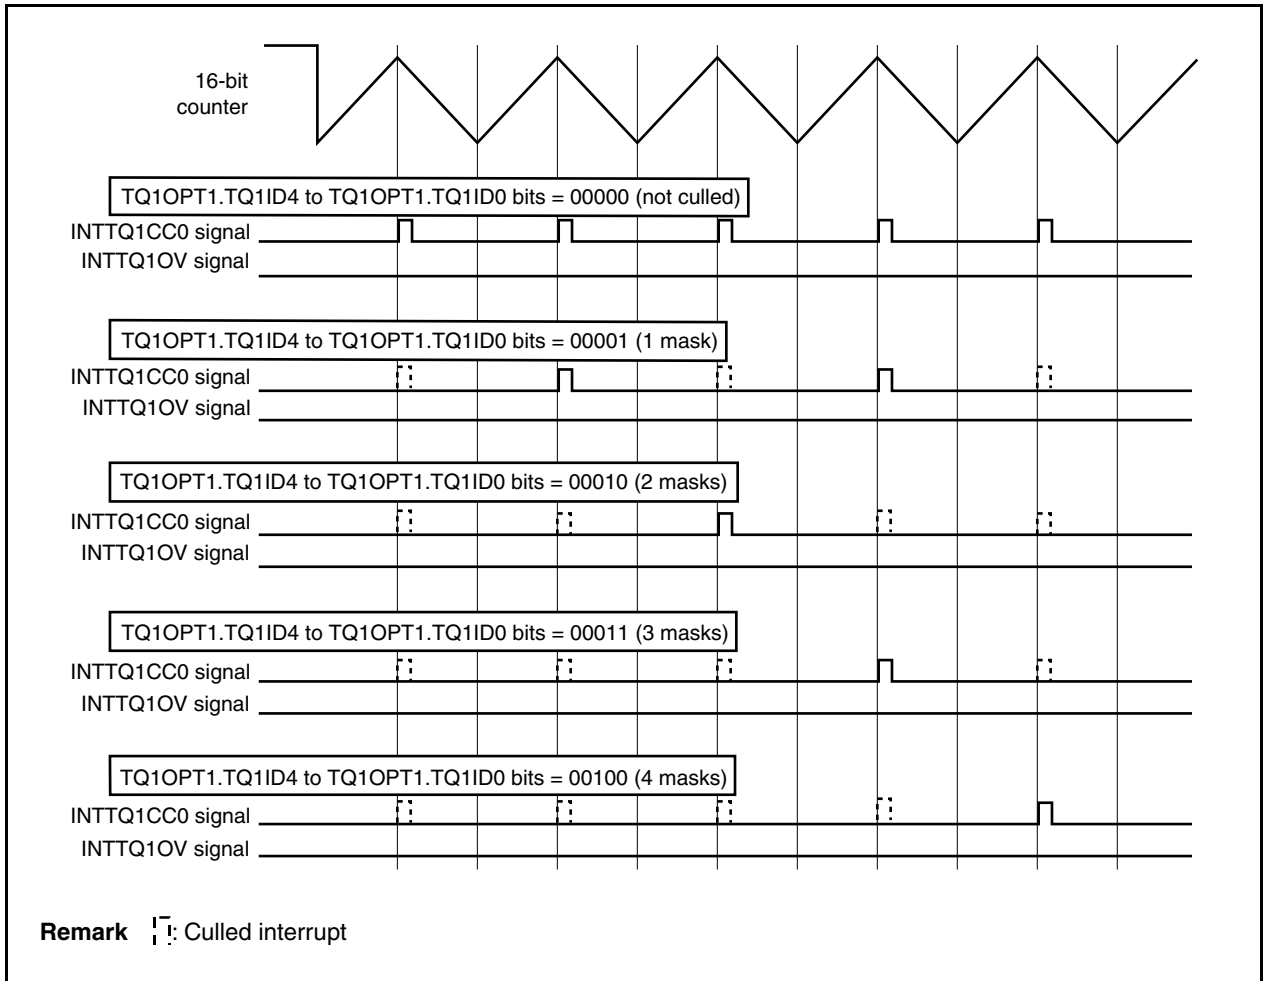 16-bit
counter
TQ1OPT1.TQ1ID4 to TQ1OPT1.TQ1ID0 bits = 00000 (not culled)
INTTQ1CC0 signal
INTTQ1OV signal
TQ1OPT1.TQ1ID4 to TQ1OPT1.TQ1ID0 bits = 00001 (1 mask)
INTTQ1CC0 signal
INTTQ1OV signal
TQ1OPT1.TQ1ID4 to TQ1OPT1.TQ1ID0 bits = 00010 (2 masks)
INTTQ1CC0 signal
INTTQ1OV signal
TQ1OPT1.TQ1ID4 to TQ1OPT1.TQ1ID0 bits = 00011 (3 masks)
INTTQ1CC0 signal
INTTQ1OV signal
TQ1OPT1.TQ1ID4 to TQ1OPT1.TQ1ID0 bits = 00100 (4 masks)
INTTQ1CC0 signal
INTTQ1OV signal
Remark : Culled interrupt